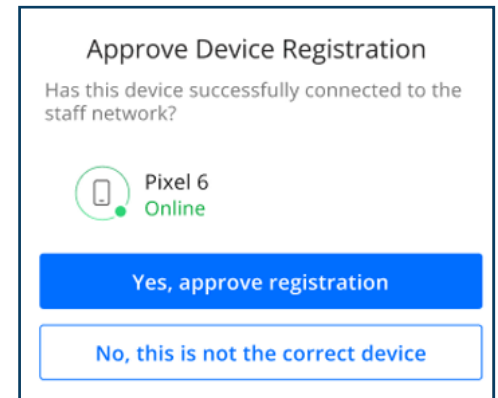 Approve Device Registration
Has this device successfully connected to the
staff network?
Pixel 6
Online
Yes, approve registration
No, this is not the correct device